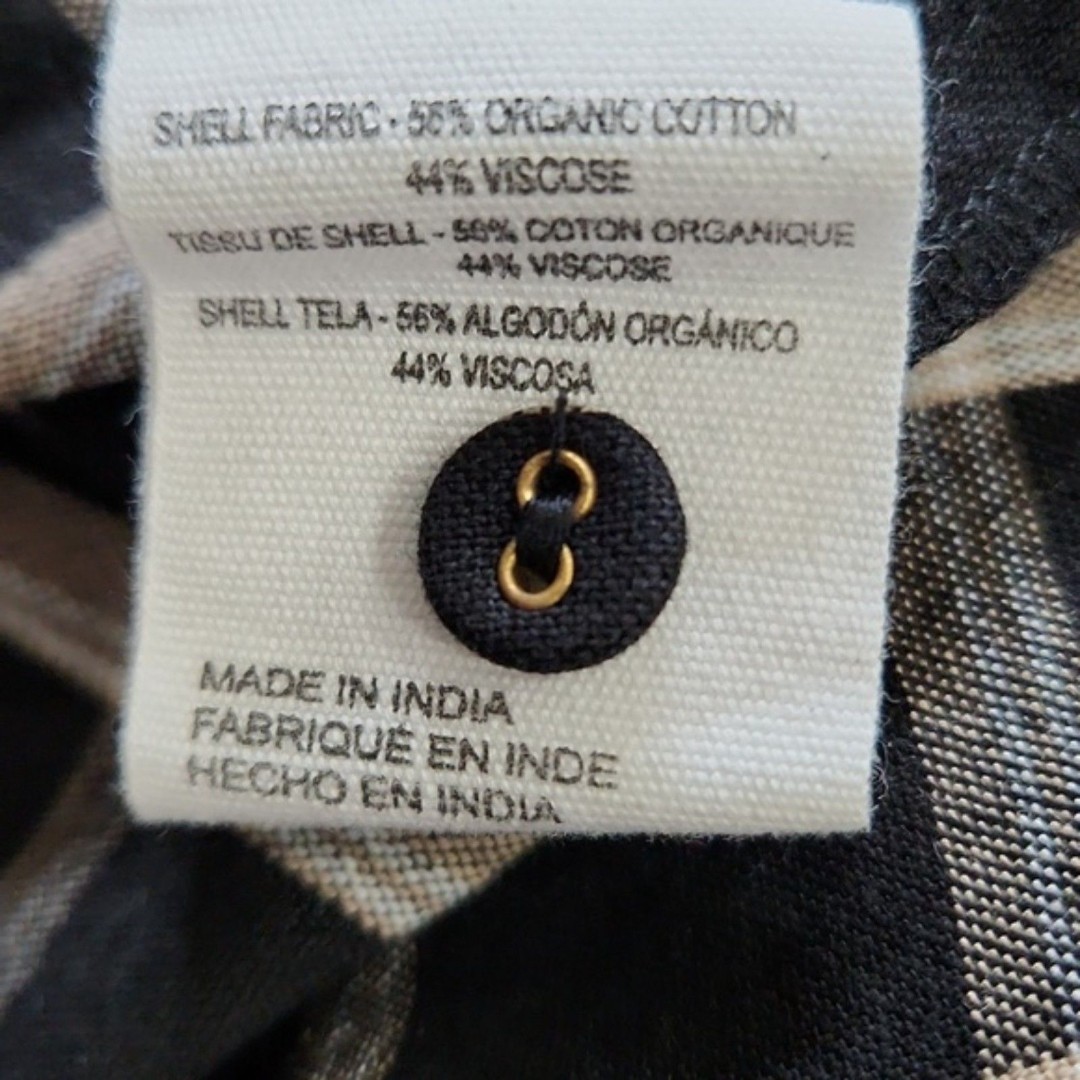 SHELL FABRIC - 56% ORGANIC COTTON
44% VISCOSE
TISSU DE SHELL - 56% COTON ORGANIQUE
44% VISCOSE
SHELL TELA - 56% ALGODÓN ORGÁNICO
44% VISCOSA
MADE IN INDIA
FABRIQUÉ EN INDE
HECHO EN INDIA